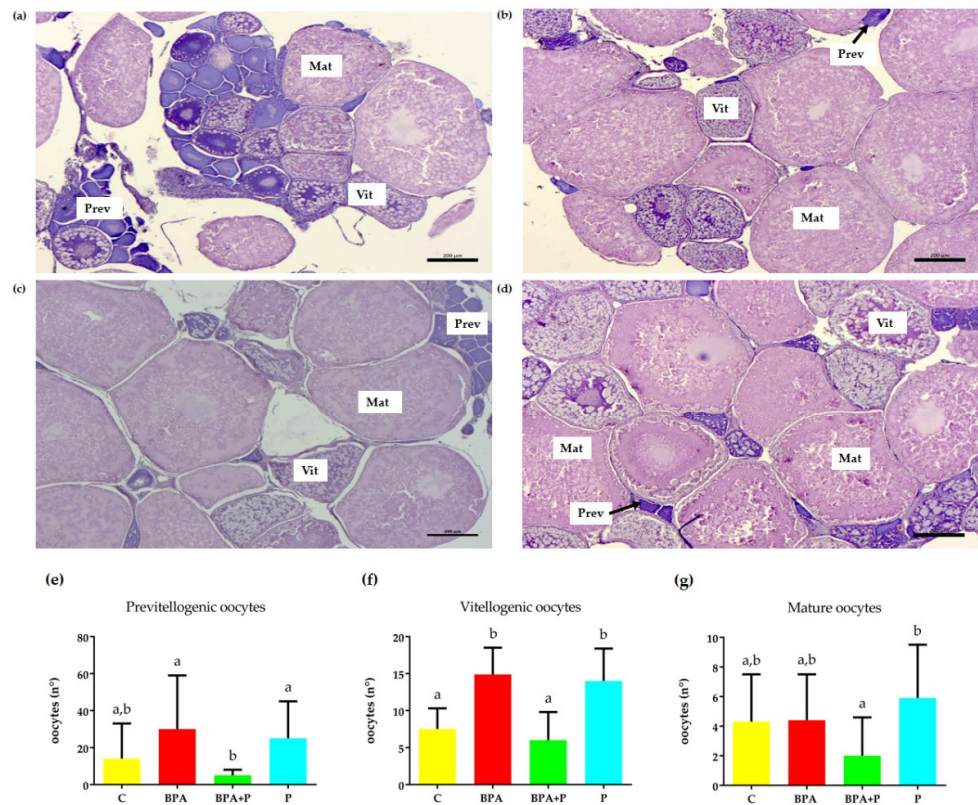 (a)
Mat
Vit
Prev
200 µm
(b)
Prev
Vit
Mat
200 µm
(c)
Prev
Mat
Vit
200 µm
(d)
Vit
Mat
Mat
Prev
(e)
Previtellogenic oocytes
oocytes (n°)
80
60
40
20
0
a,b
a
b
a
C BPA BPA+P P
(f)
Vitellogenic oocytes
oocytes (n°)
20
15
10
5
0
a
b
a
b
C BPA BPA+P P
(g)
Mature oocytes
oocytes (n°)
10
8
6
4
2
0
a,b
a,b
a
b
C BPA BPA+P P